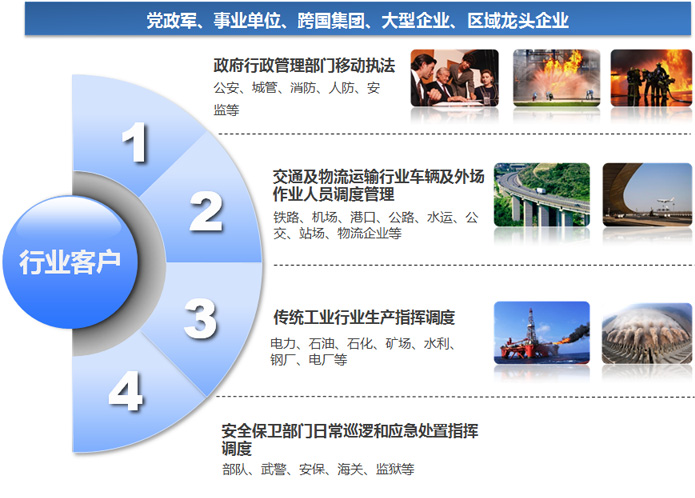 党政军、事业单位、跨国集团、大型企业、区域龙头企业
行业客户
1
政府行政管理部门移动执法
公安、城管、消防、人防、安
监等
2
交通及物流运输行业车辆及外场
作业人员调度管理
铁路、机场、港口、公路、水运、公
交、站场、物流企业等
3
传统工业行业生产指挥调度
电力、石油、石化、矿场、水利、
钢厂、电厂等
4
安全保卫部门日常巡逻和应急处置指挥
调度
部队、武警、安保、海关、监狱等